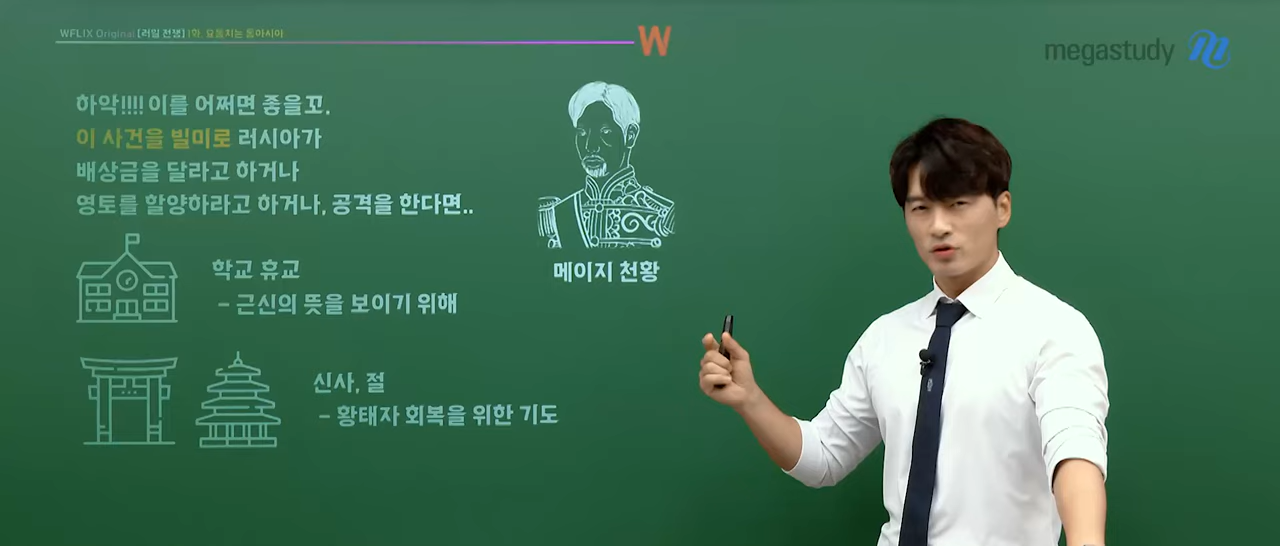 WFLIX Original [러일 전쟁] 1화. 요동치는 동아시아
W
megastudy
하악!!!! 이를 어쩌면 좋을꼬.
이 사건을 빌미로 러시아가
배상금을 달라고 하거나
영토를 할양하라고 하거나, 공격을 한다면..
메이지 천황
학교 휴교
- 근신의 뜻을 보이기 위해
신사, 절
- 황태자 회복을 위한 기도